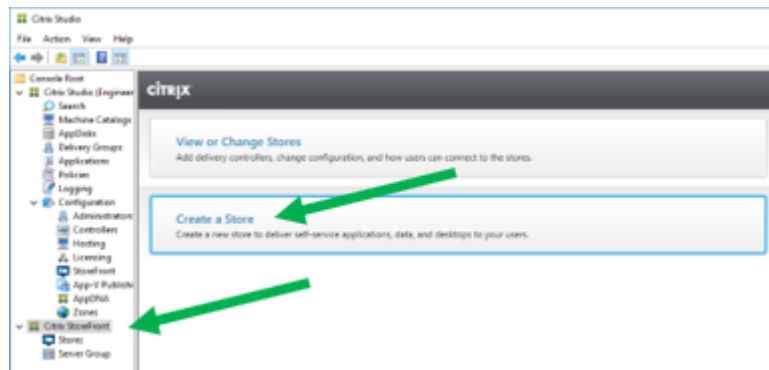 Citrix Studio
File Action View Help
Console Root
Citrix Studio (Engineer
Search
Machine Catalogs
AppDisks
Delivery Groups
Applications
Policies
Logging
Configuration
Administrators
Controllers
Hosting
Licensing
StoreFront
App-V Publishi
AppDNA
Zones
Citrix StoreFront
Stores
Server Group
CİTRIX
View or Change Stores
Add delivery controllers, change configuration, and how users can connect to the stores.
Create a Store
Create a new store to deliver self-service applications, data, and desktops to your users.